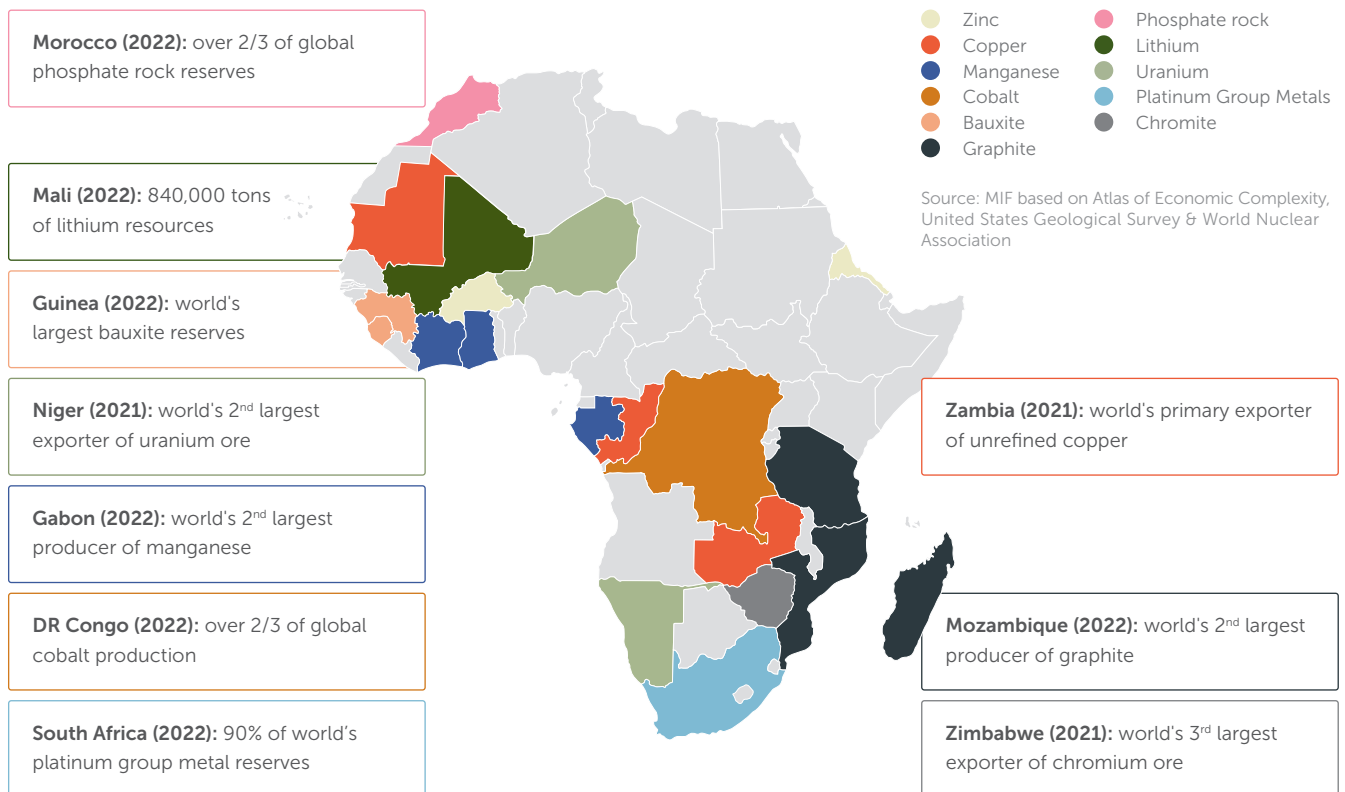 Morocco (2022): over 2/3 of global
phosphate rock reserves
Mali (2022): 840,000 tons
of lithium resources
Guinea (2022): world's
largest bauxite reserves
Niger (2021): world's 2nd largest
exporter of uranium ore
Gabon (2022): world's 2nd largest
producer of manganese
DR Congo (2022): over 2/3 of global
cobalt production
South Africa (2022): 90% of world’s
platinum group metal reserves
Zinc
Copper
Manganese
Cobalt
Bauxite
Graphite
Phosphate rock
Lithium
Uranium
Platinum Group Metals
Chromite
Source: MIF based on Atlas of Economic Complexity,
United States Geological Survey & World Nuclear
Association
Zambia (2021): world's primary exporter
of unrefined copper
Mozambique (2022): world's 2nd largest
producer of graphite
Zimbabwe (2021): world's 3rd largest
exporter of chromium ore